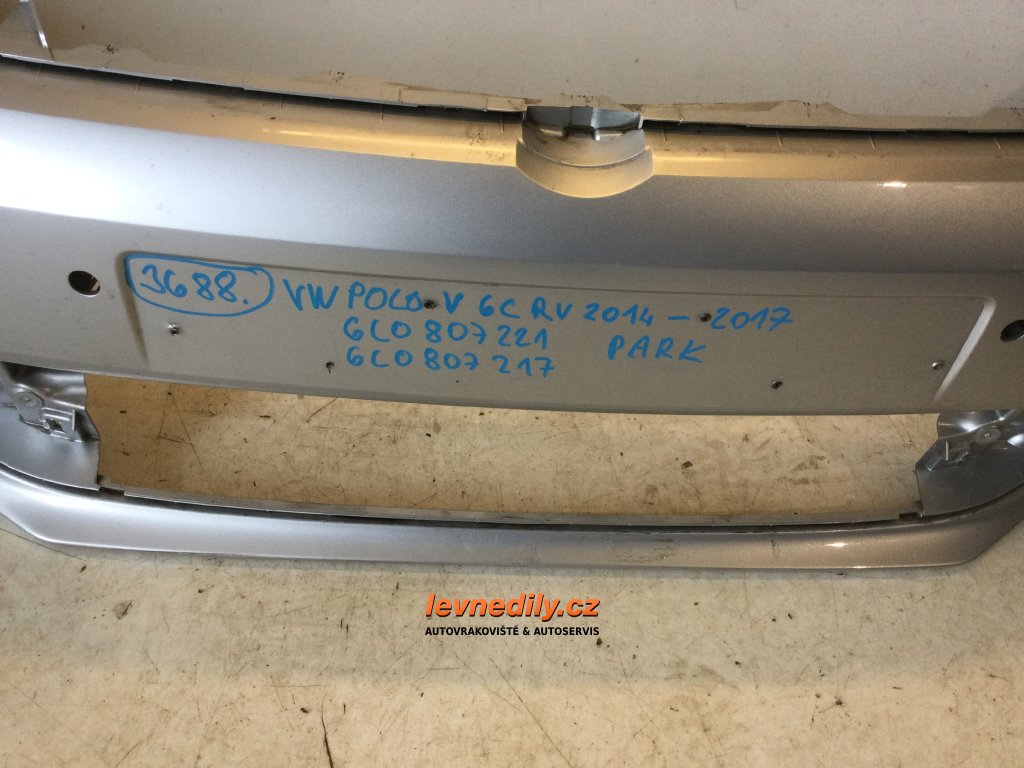 3688. VW POLO V 6C RV 2014 - 2017
6C0 807 221 PARK
6C0 807 217
levnedily.cz
AUTOVRAKOVIŠTĚ & AUTOSERVIS